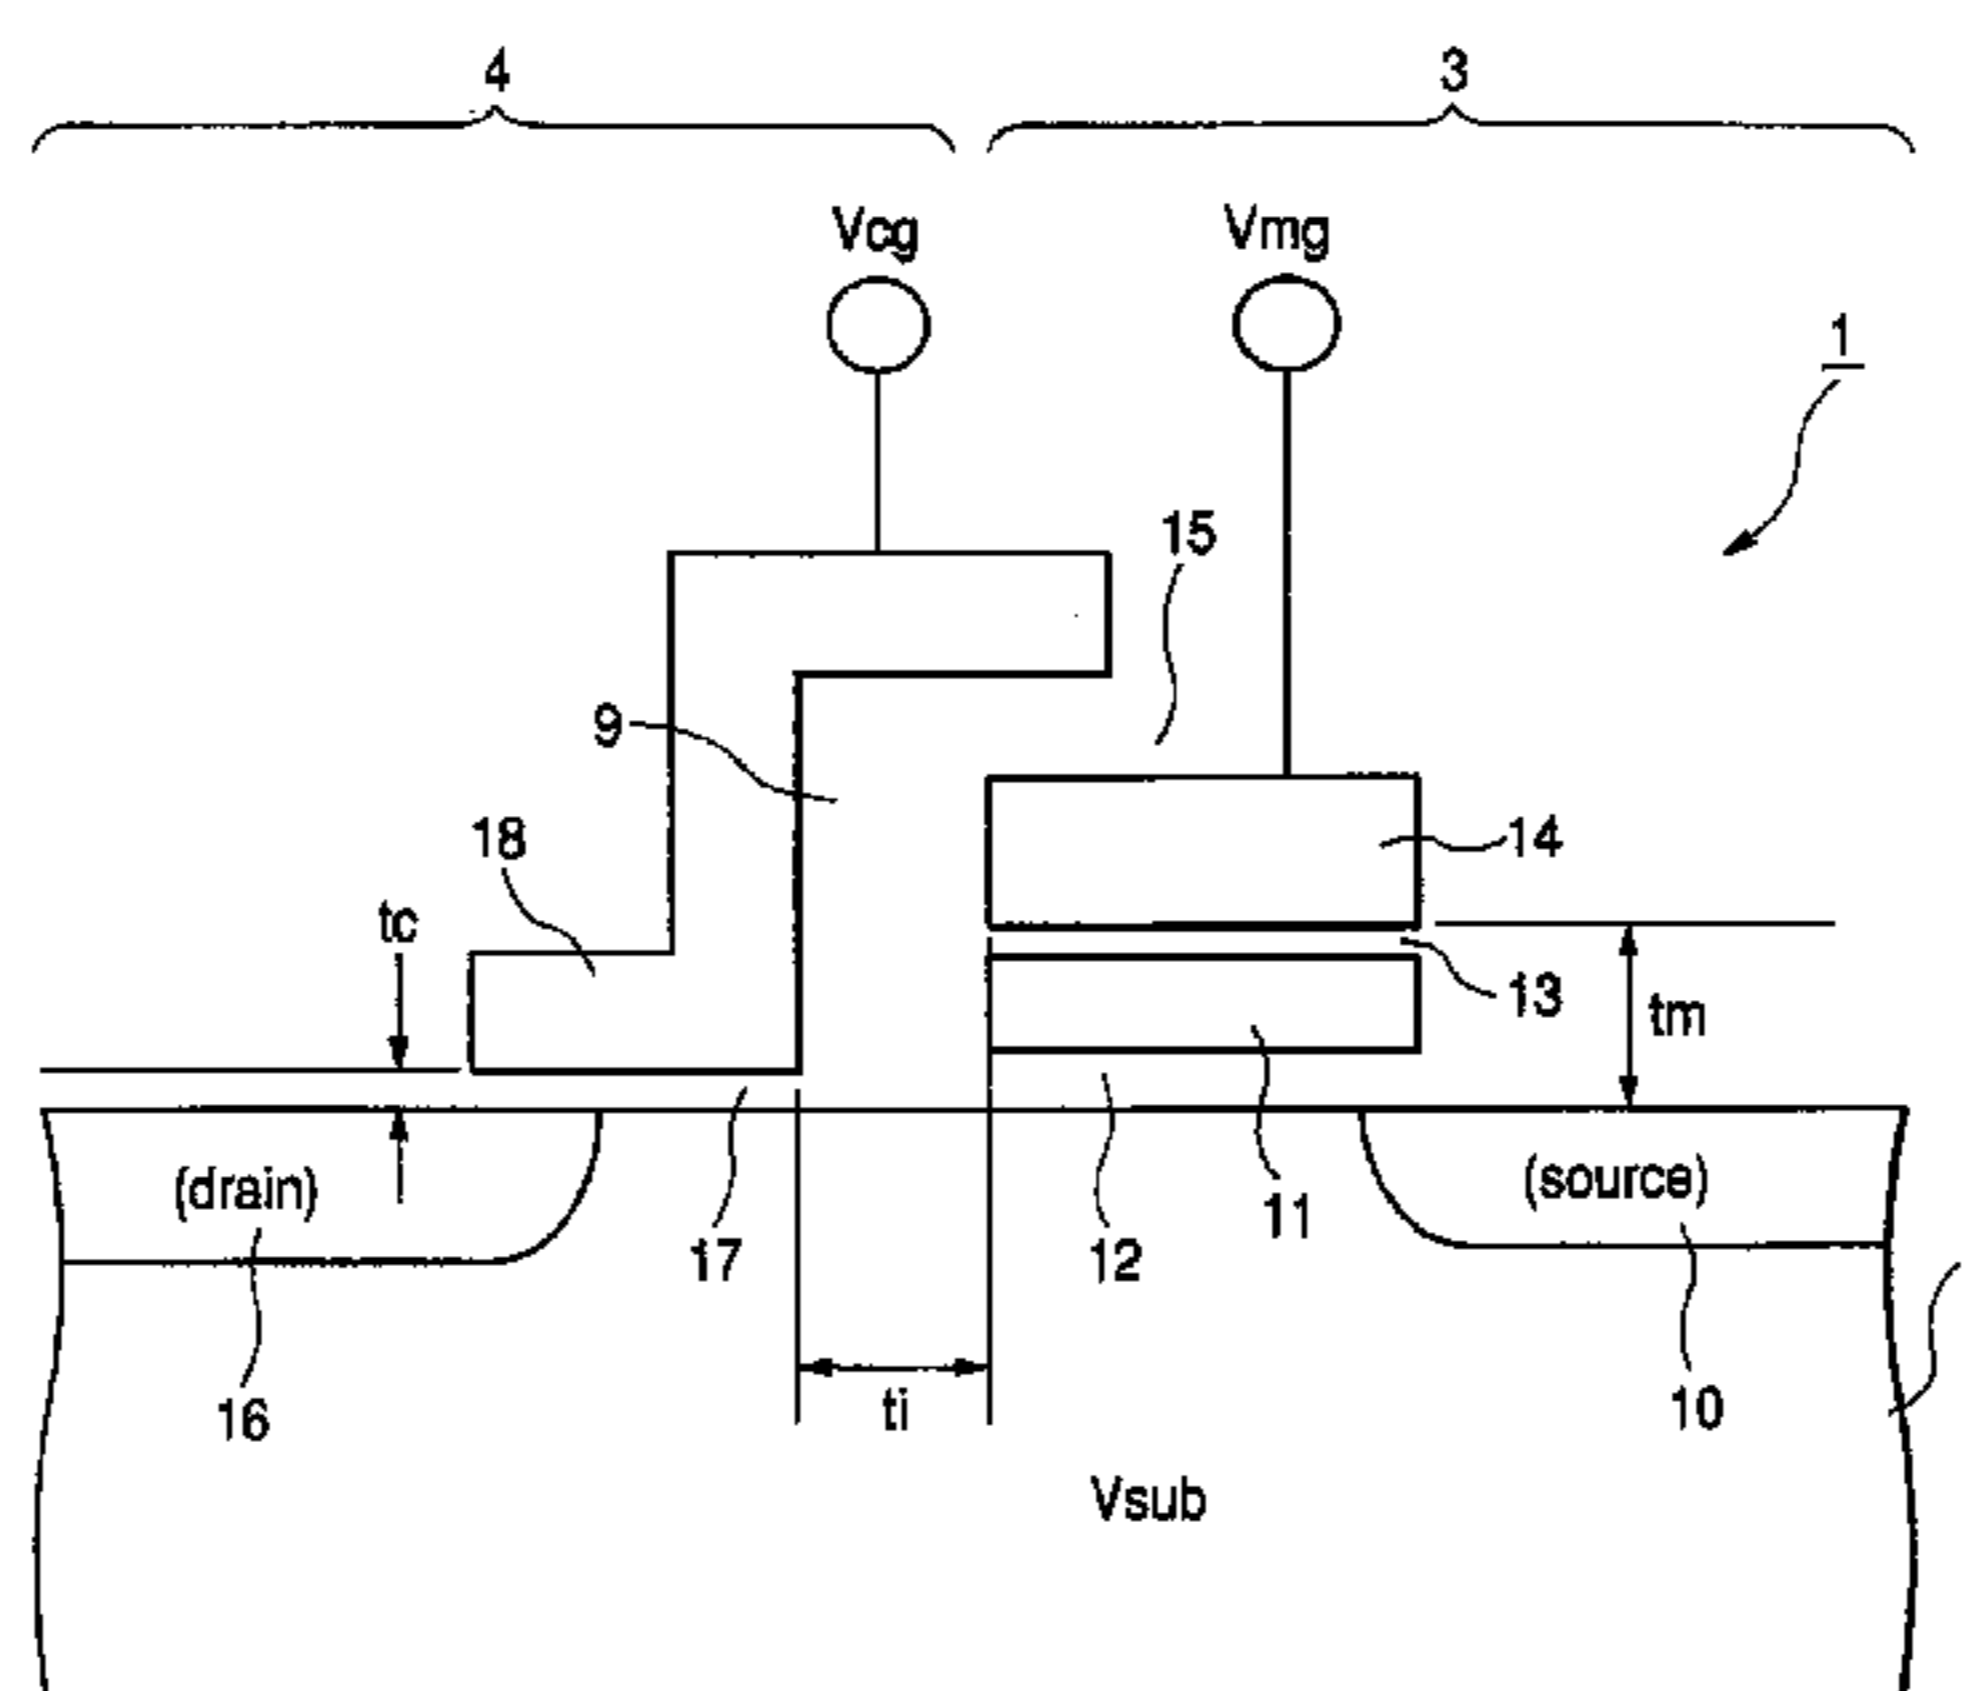 4 3
Vcg Vmg
1
15
9
18 14
tc
13
tm
(drain) (source)
11
17 12
16 ti 10
Vsub